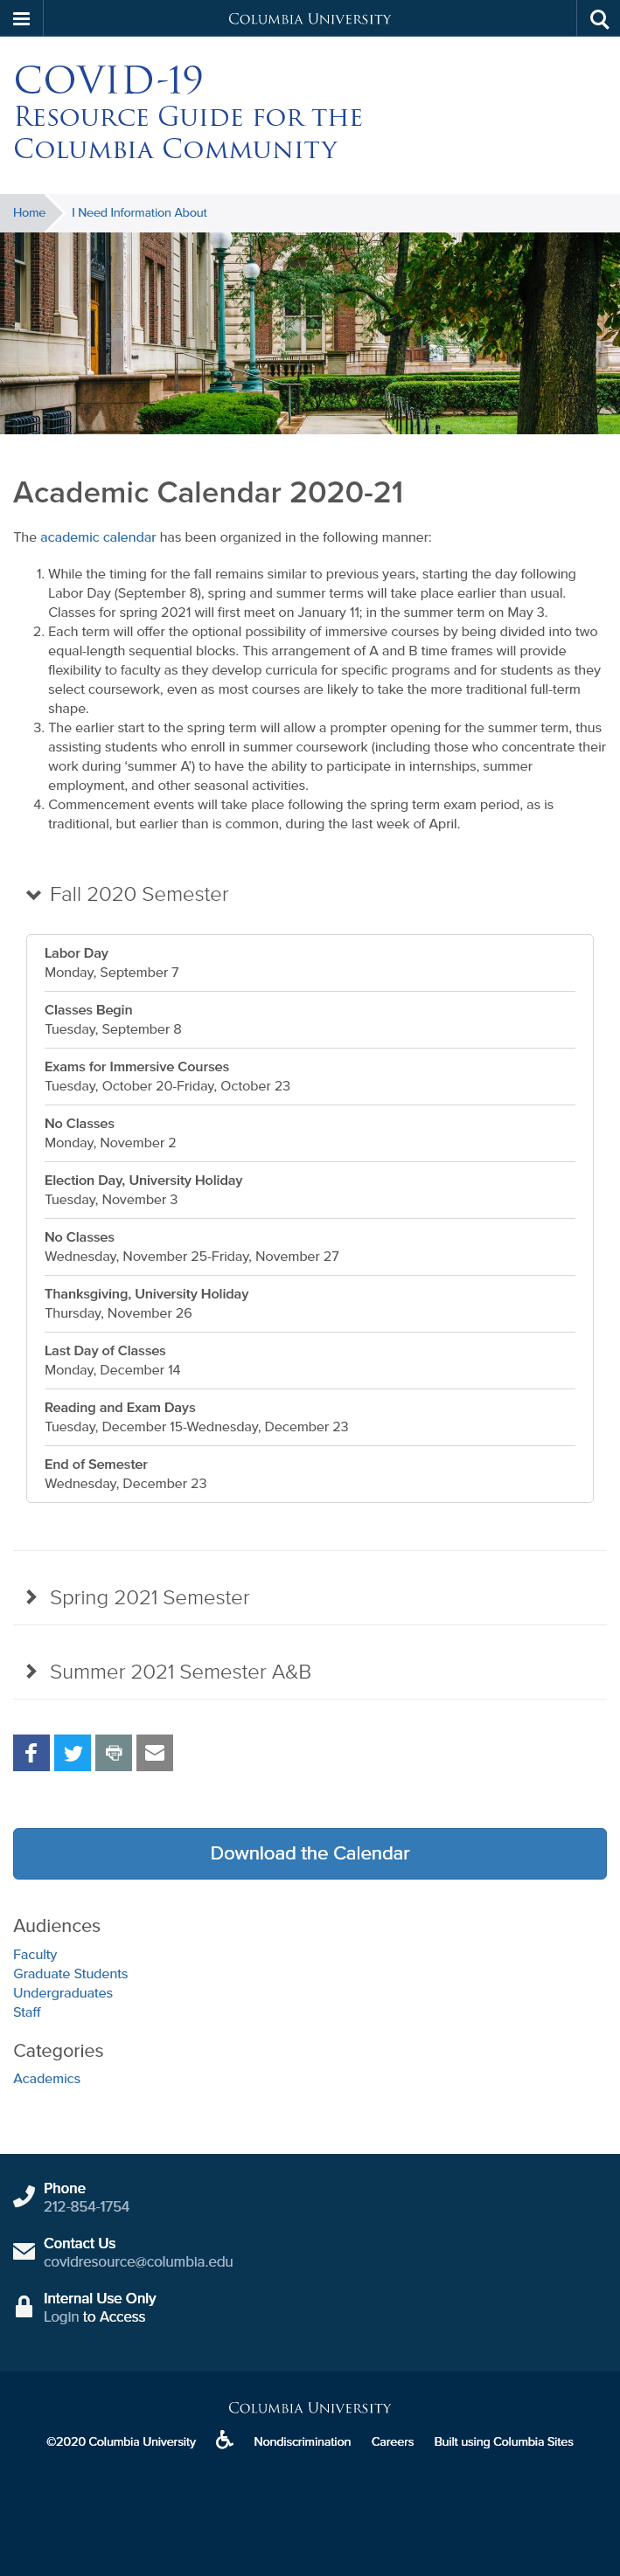 Columbia University
COVID-19
Resource Guide for the
Columbia Community
Home
I Need Information About
Academic Calendar 2020-21
The academic calendar has been organized in the following manner:
1. While the timing for the fall remains similar to previous years, starting the day following
Labor Day (September 8), spring and summer terms will take place earlier than usual.
Classes for spring 2021 will first meet on January 11; in the summer term on May 3.
2. Each term will offer the optional possibility of immersive courses by being divided into two
equal-length sequential blocks. This arrangement of A and B time frames will provide
flexibility to faculty as they develop curricula for specific programs and for students as they
select coursework, even as most courses are likely to take the more traditional full-term
shape.
3. The earlier start to the spring term will allow a prompter opening for the summer term, thus
assisting students who enroll in summer coursework (including those who concentrate their
work during ‘summer A’) to have the ability to participate in internships, summer
employment, and other seasonal activities.
4. Commencement events will take place following the spring term exam period, as is
traditional, but earlier than is common, during the last week of April.
Fall 2020 Semester
Labor Day
Monday, September 7
Classes Begin
Tuesday, September 8
Exams for Immersive Courses
Tuesday, October 20-Friday, October 23
No Classes
Monday, November 2
Election Day, University Holiday
Tuesday, November 3
No Classes
Wednesday, November 25-Friday, November 27
Thanksgiving, University Holiday
Thursday, November 26
Last Day of Classes
Monday, December 14
Reading and Exam Days
Tuesday, December 15-Wednesday, December 23
End of Semester
Wednesday, December 23
Spring 2021 Semester
Summer 2021 Semester A&B
Download the Calendar
Audiences
Faculty
Graduate Students
Undergraduates
Staff
Categories
Academics
Phone
212-854-1754
Contact Us
covidresource@columbia.edu
Internal Use Only
Login to Access
Columbia University
©2020 Columbia University
Nondiscrimination
Careers
Built using Columbia Sites